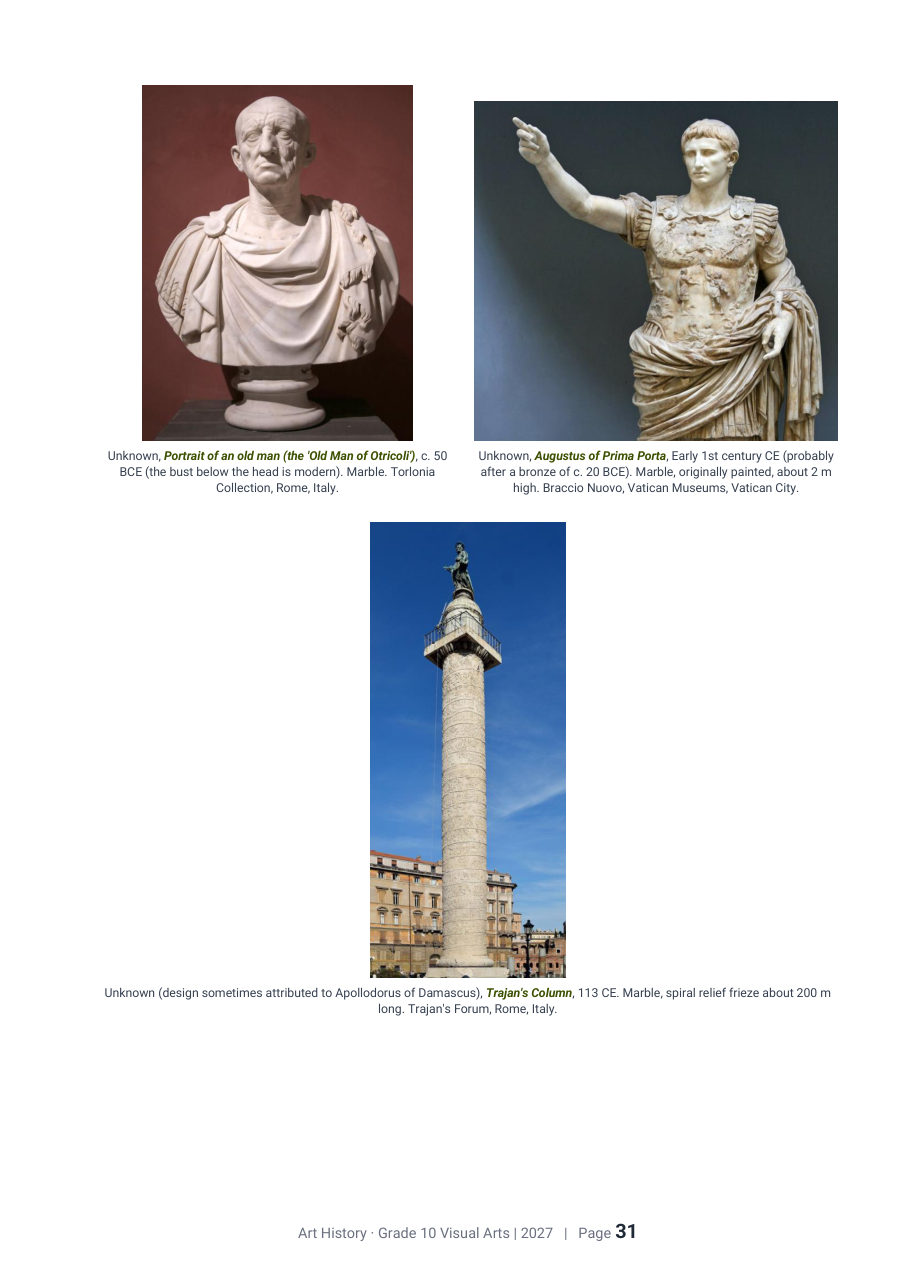 Unknown, Portrait of an old man (the 'Old Man of Otricoli'), c. 50
BCE (the bust below the head is modern). Marble. Torlonia
Collection, Rome, Italy.
Unknown, Augustus of Prima Porta, Early 1st century CE (probably
after a bronze of c. 20 BCE). Marble, originally painted, about 2 m
high. Braccio Nuovo, Vatican Museums, Vatican City.
Unknown (design sometimes attributed to Apollodorus of Damascus), Trajan's Column, 113 CE. Marble, spiral relief frieze about 200 m
long. Trajan's Forum, Rome, Italy.
Art History · Grade 10 Visual Arts | 2027 | Page 31